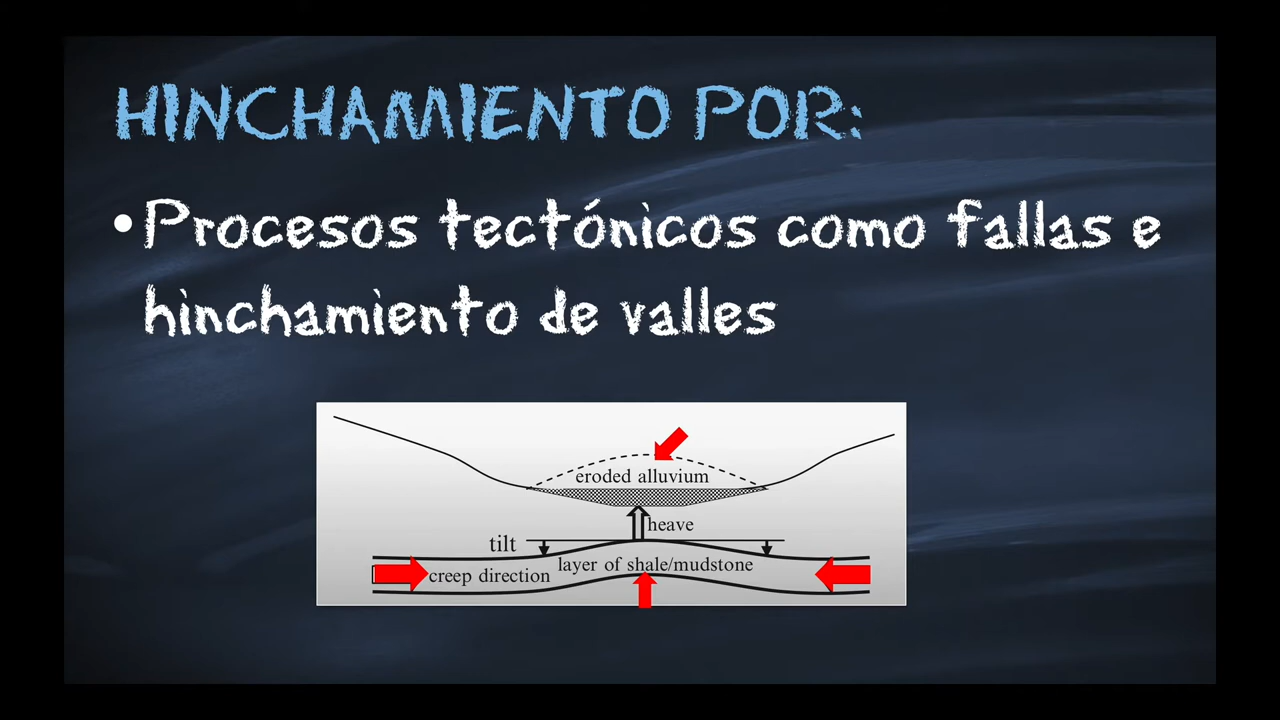 HINCHAMIENTO POR:
•Procesos tectónicos como fallas e
hinchamiento de valles
eroded alluvium
heave
tilt
layer of shale/mudstone
creep direction